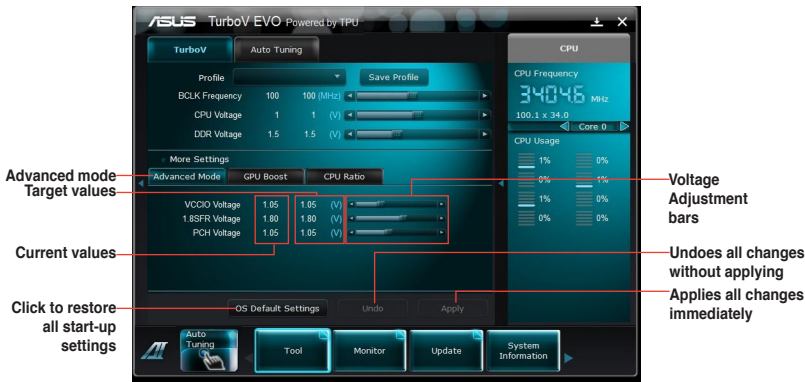 ASUS TurboV EVO Powered by TPU
TurboV Auto Tuning
Profile Save Profile
BCLK Frequency 100 100 (MHz)
CPU Voltage 1 1 (V)
DDR Voltage 1.5 1.5 (V)
More Settings
Advanced Mode GPU Boost CPU Ratio
VCCIO Voltage 1.05 1.05 (V)
1.8SFR Voltage 1.80 1.80 (V)
PCH Voltage 1.05 1.05 (V)
OS Default Settings Undo Apply
CPU
CPU Frequency
3404.6 MHz
100.1 x 34.0
Core 0
CPU Usage
1% 0%
0% 1%
1% 0%
0% 0%
AI
Auto
Tuning
Tool
Monitor
Update
System
Information
Advanced mode
Target values
Current values
Click to restore
all start-up
settings
Voltage
Adjustment
bars
Undoes all changes
without applying
Applies all changes
immediately